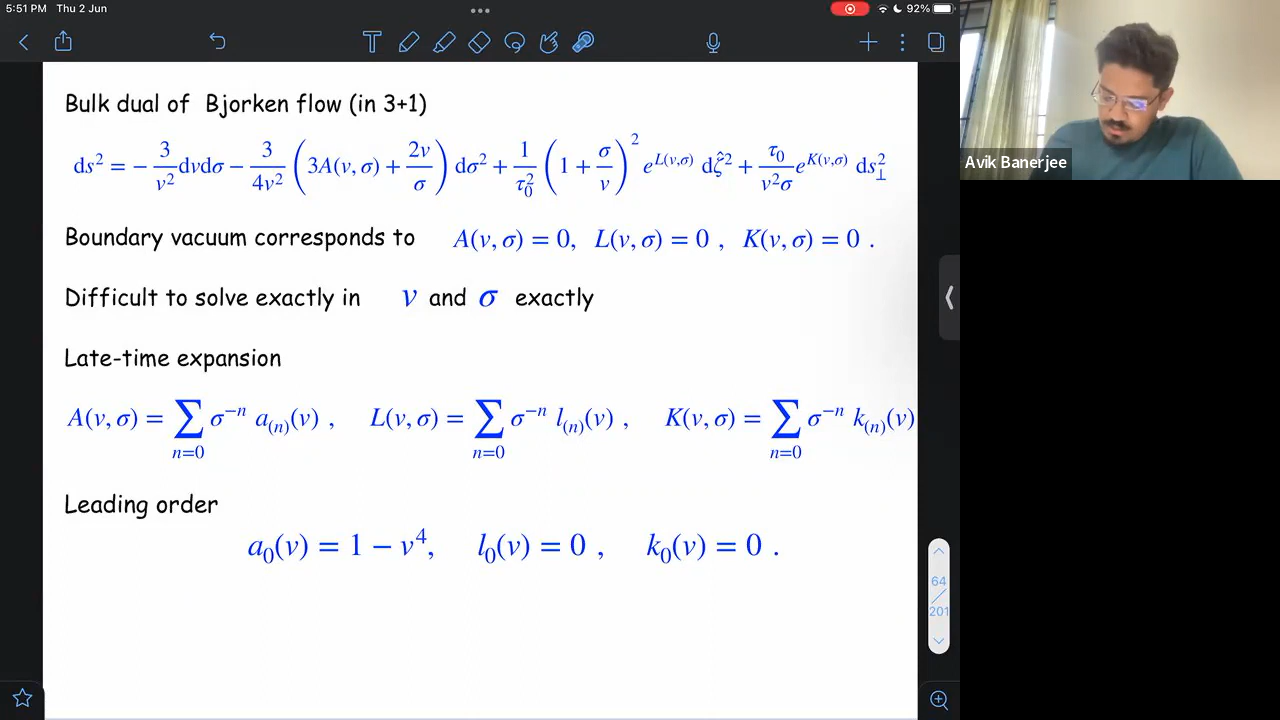 5:51 PM Thu 2 Jun
92%
Bulk dual of Bjorken flow (in 3+1)
ds² = − 3/v² dvdσ − 3/4v² (3A(v, σ) + 2v/σ) dσ² + 1/τ₀² (1 + σ/v)² e^{L(v,σ)} dζ̂² + τ₀/v²σ e^{K(v,σ)} ds²_⊥
Boundary vacuum corresponds to A(v, σ) = 0, L(v, σ) = 0 , K(v, σ) = 0 .
Difficult to solve exactly in v and σ exactly
Late-time expansion
A(v, σ) = ∑_{n=0} σ^{−n} a_{(n)}(v) , L(v, σ) = ∑_{n=0} σ^{−n} l_{(n)}(v) , K(v, σ) = ∑_{n=0} σ^{−n} k_{(n)}(v)
Leading order
a₀(v) = 1 − v⁴, l₀(v) = 0 , k₀(v) = 0 .
64
201
Avik Banerjee